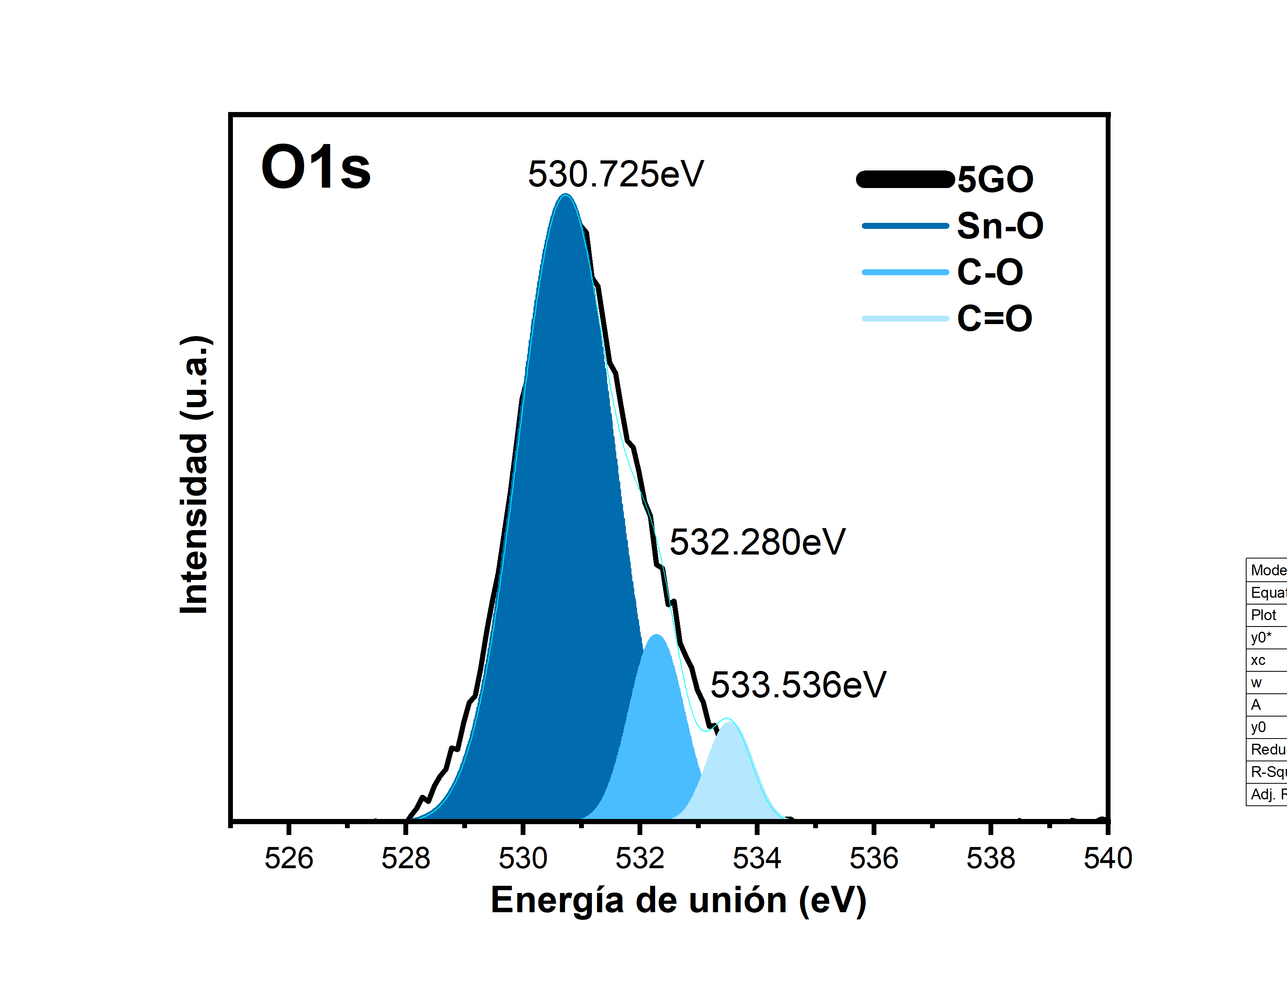 O1s
530.725eV
5GO
Sn-O
C-O
C=O
532.280eV
533.536eV
Intensidad (u.a.)
526 528 530 532 534 536 538 540
Energía de unión (eV)
Plot
y0*
xc
w
A
y0